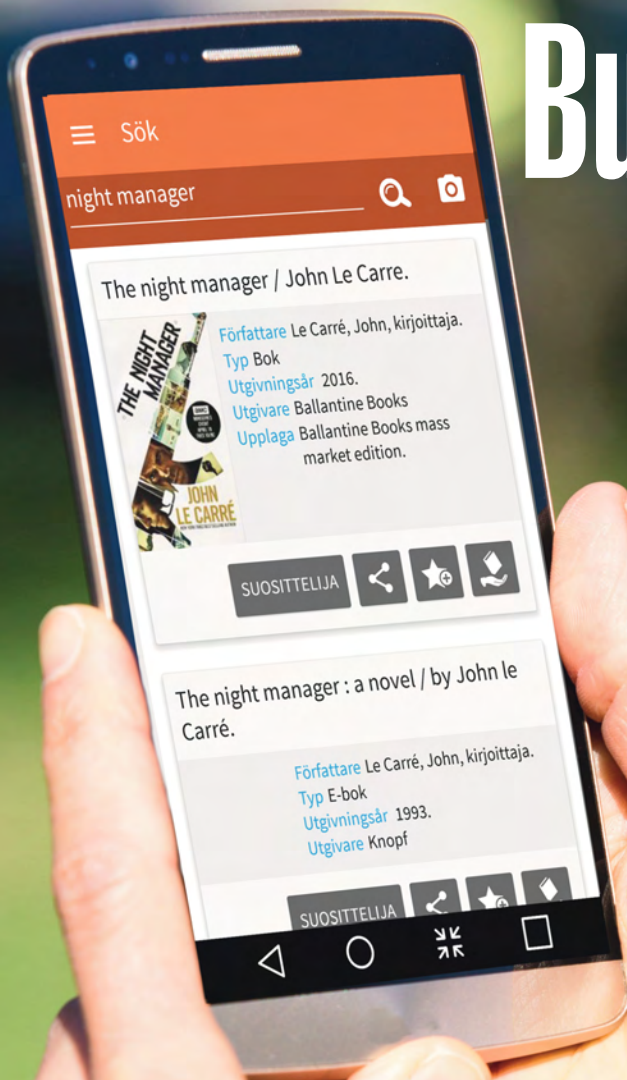 Bu
Sök
night manager
The night manager / John Le Carre.
THE NIGHT
MANAGER
JOHN
LE CARRÉ
Författare Le Carré, John, kirjoittaja.
Typ Bok
Utgivningsår 2016.
Utgivare Ballantine Books
Upplaga Ballantine Books mass
market edition.
SUOSITTELIJA
The night manager : a novel / by John le
Carré.
Författare Le Carré, John, kirjoittaja.
Typ E-bok
Utgivningsår 1993.
Utgivare Knopf
SUOSITTELIJA